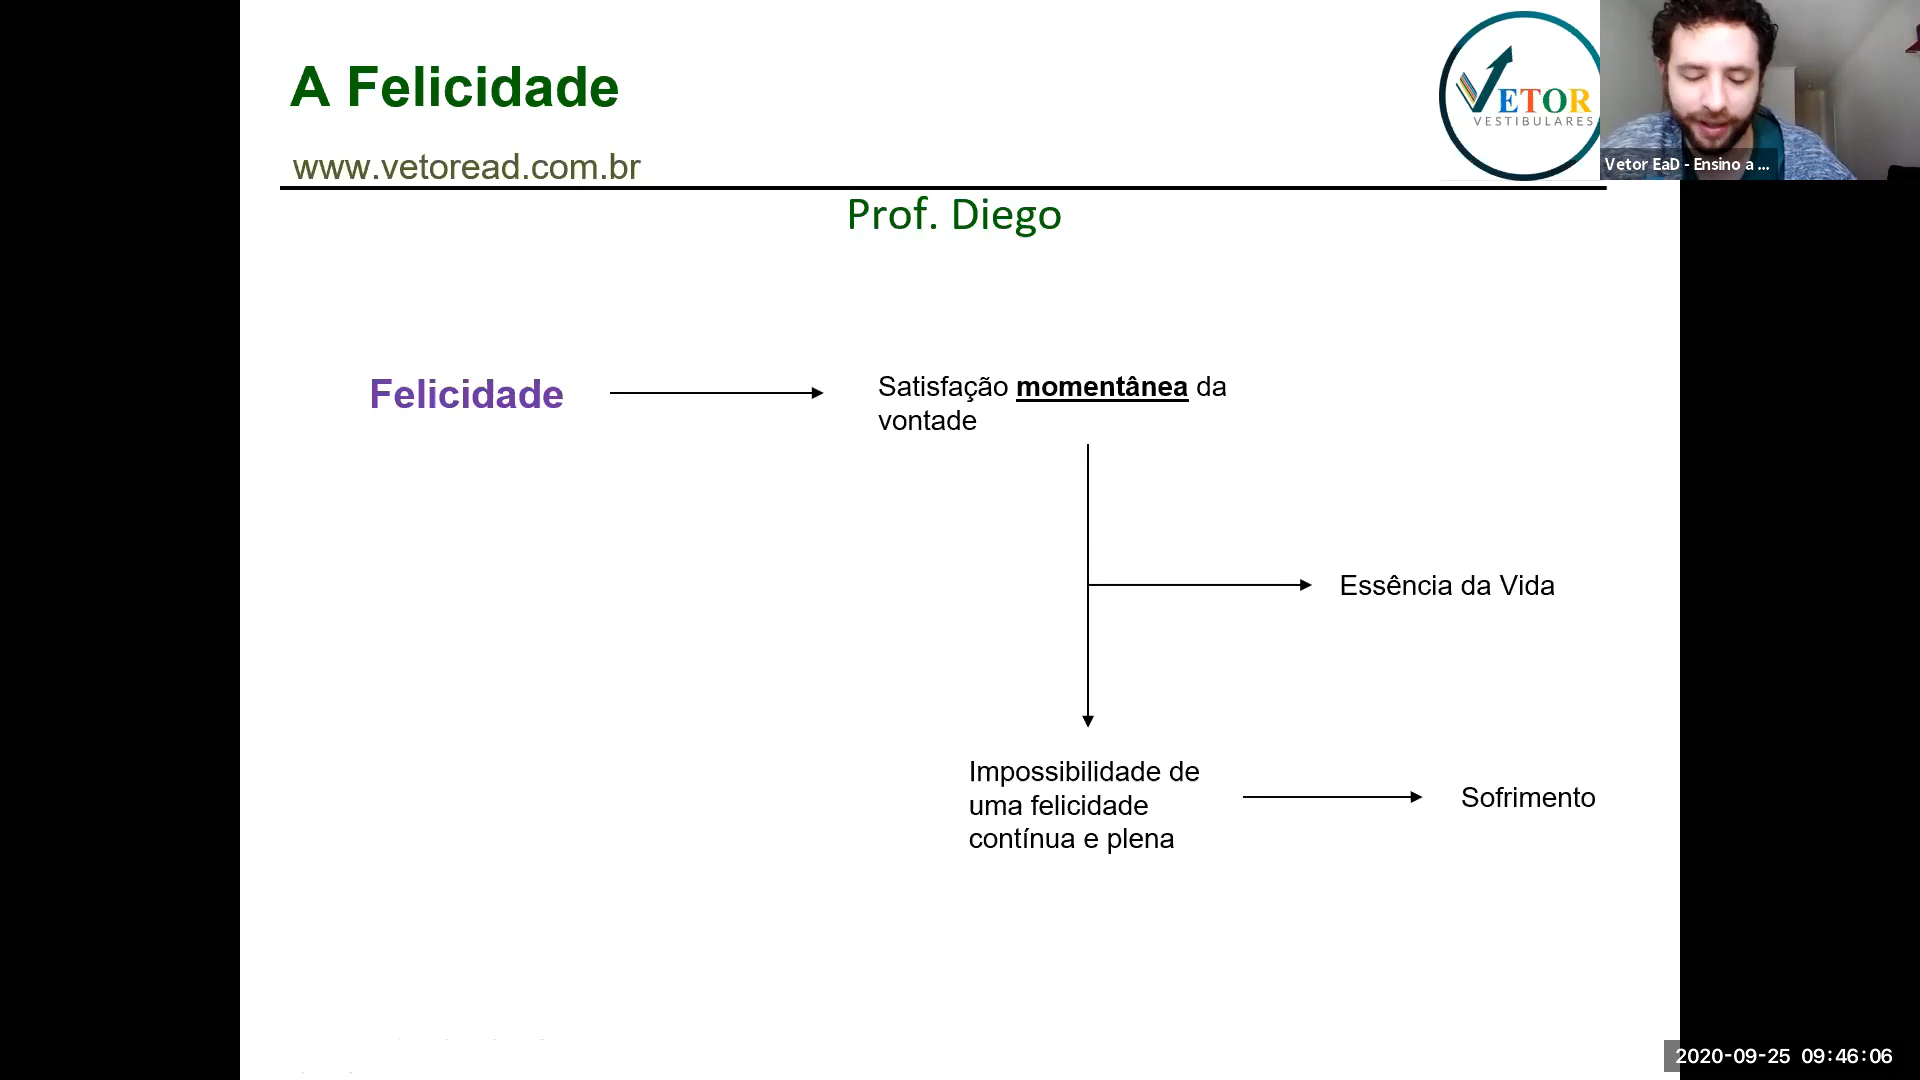 A Felicidade
VETOR
VESTIBULARES
Vetor EaD - Ensino a ...
www.vetoread.com.br
Prof. Diego
Felicidade
Satisfação momentânea da
vontade
Essência da Vida
Impossibilidade de
uma felicidade
contínua e plena
Sofrimento
2020-09-25 09:46:06